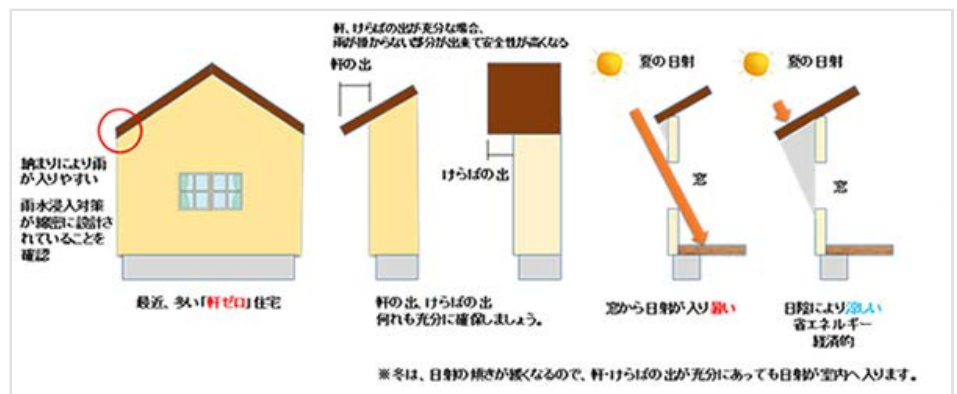 軒、けらばの出が充分な場合、
雨が掛からない部分が出来て安全性が高くなる
軒の出
夏の日射
夏の日射
納まりにより雨
が入りやすい
雨水浸入対策
が綿密に設計さ
れていることを
確認
けらばの出
窓
窓
最近、多い「軒ゼロ」住宅
軒の出、けらばの出
何れも充分に確保しましょう。
窓から日射が入り暑い
日陰により涼しい
省エネルギー
経済的
※冬は、日射の傾きが緩くなるので、軒・けらばの出が充分にあっても日射が室内へ入ります。